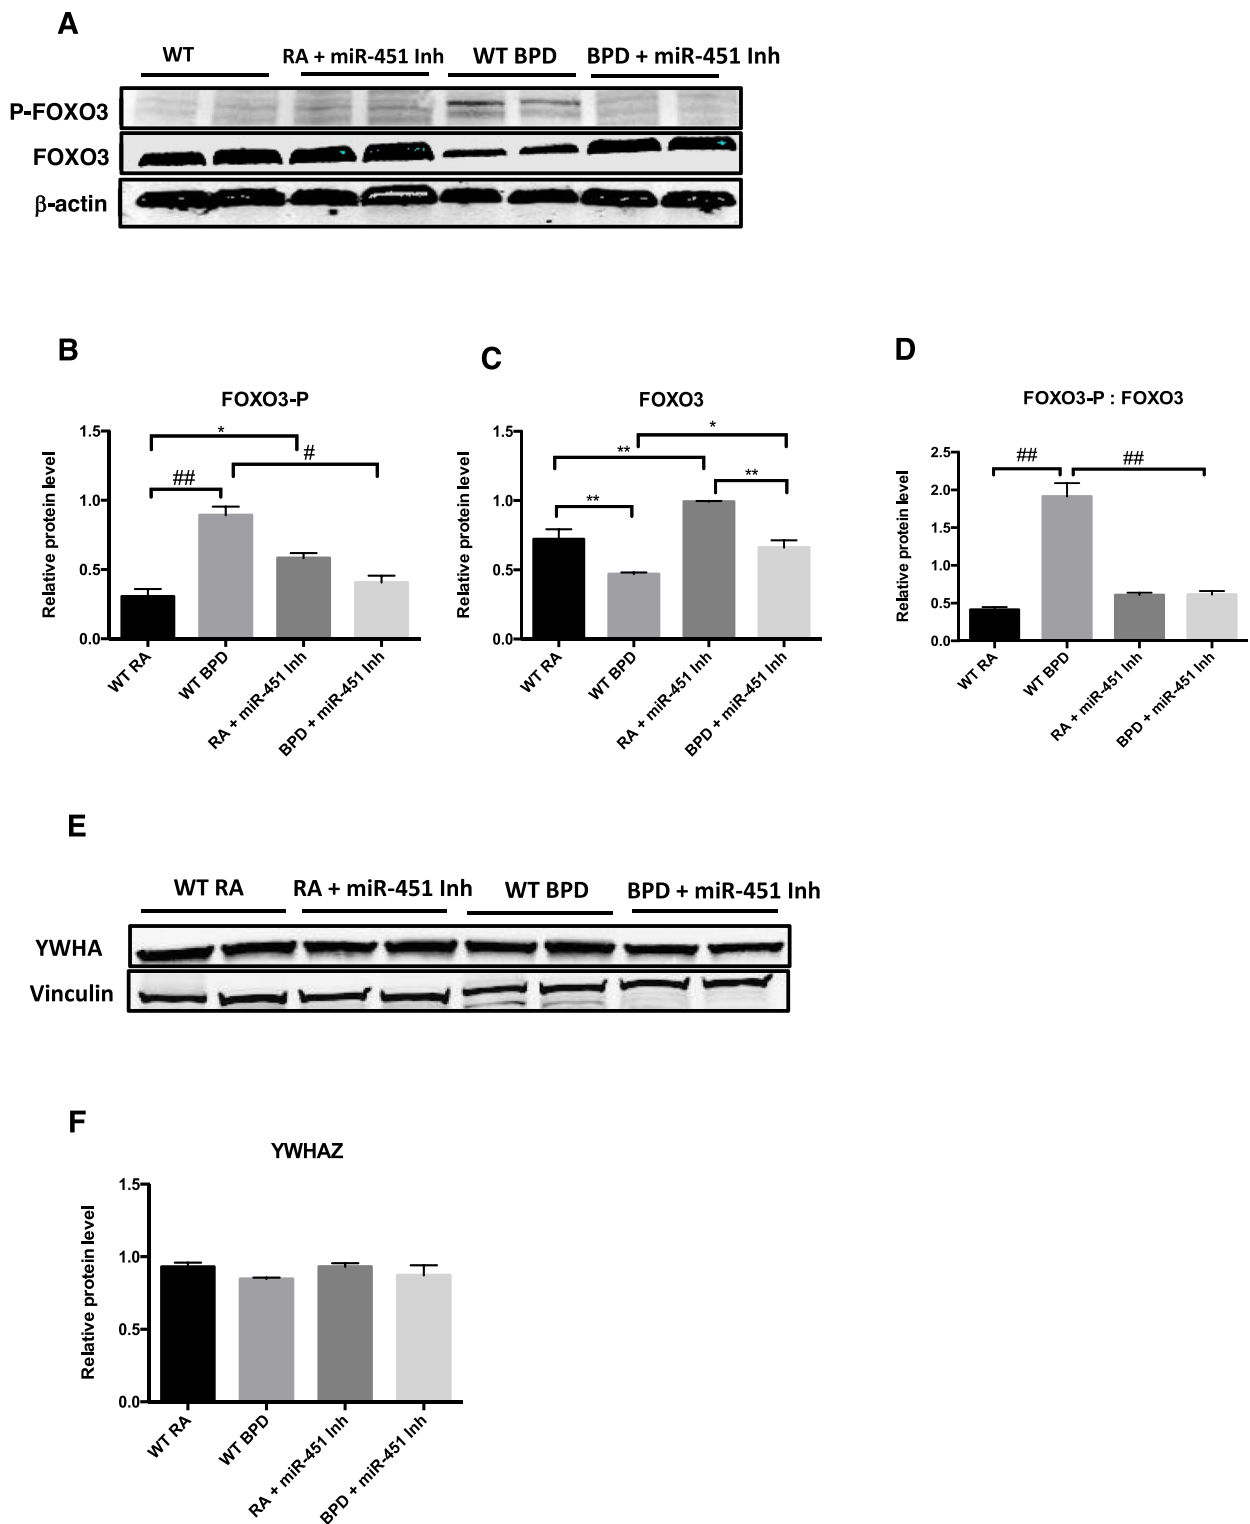 A
WT RA + miR-451 Inh WT BPD BPD + miR-451 Inh
P-FOXO3
FOXO3
β-actin
B
FOXO3-P
Relative protein level
1.5
1.0
0.5
0.0
*
#
##
WT RA
WT BPD
RA + miR-451 Inh
BPD + miR-451 Inh
C
FOXO3
Relative protein level
1.5
1.0
0.5
0.0
*
**
**
**
WT RA
WT BPD
RA + miR-451 Inh
BPD + miR-451 Inh
D
FOXO3-P : FOXO3
Relative protein level
2.5
2.0
1.5
1.0
0.5
0.0
## ##
WT RA
WT BPD
RA + miR-451 Inh
BPD + miR-451 Inh
E
WT RA RA + miR-451 Inh WT BPD BPD + miR-451 Inh
YWHA
Vinculin
F
YWHAZ
Relative protein level
1.5
1.0
0.5
0.0
WT RA
WT BPD
RA + miR-451 Inh
BPD + miR-451 Inh